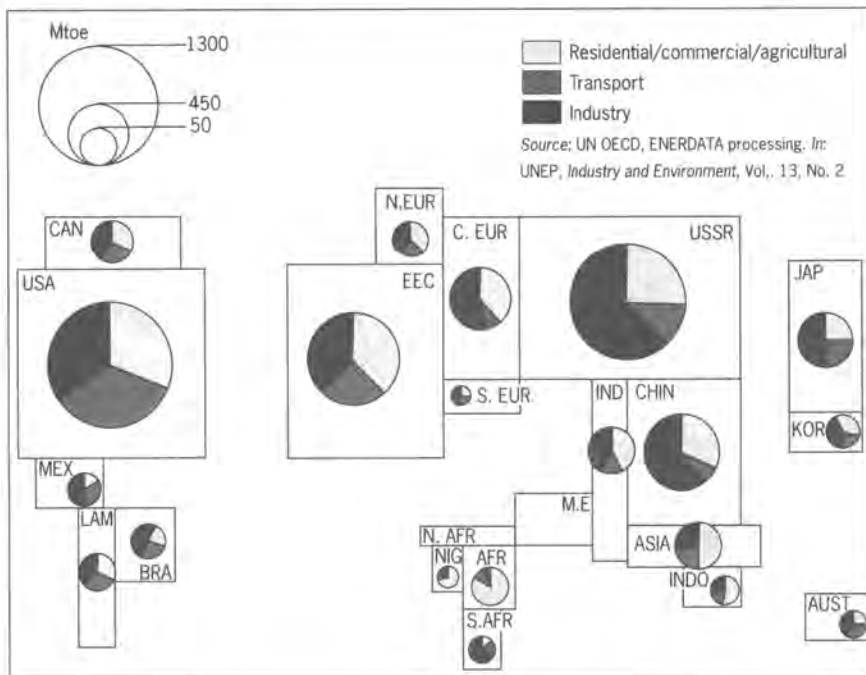 Mtoe
1300
450
50
Residential/commercial/agricultural
Transport
Industry
Source: UN OECD, ENERDATA processing. In:
UNEP, Industry and Environment, Vol,. 13, No. 2
N.EUR
CAN
C. EUR
USSR
USA
EEC
JAP
S. EUR
IND
CHIN
KOR
MEX
M.E
LAM
N. AFR
ASIA
NIG
AFR
BRA
INDO
AUST
S.AFR